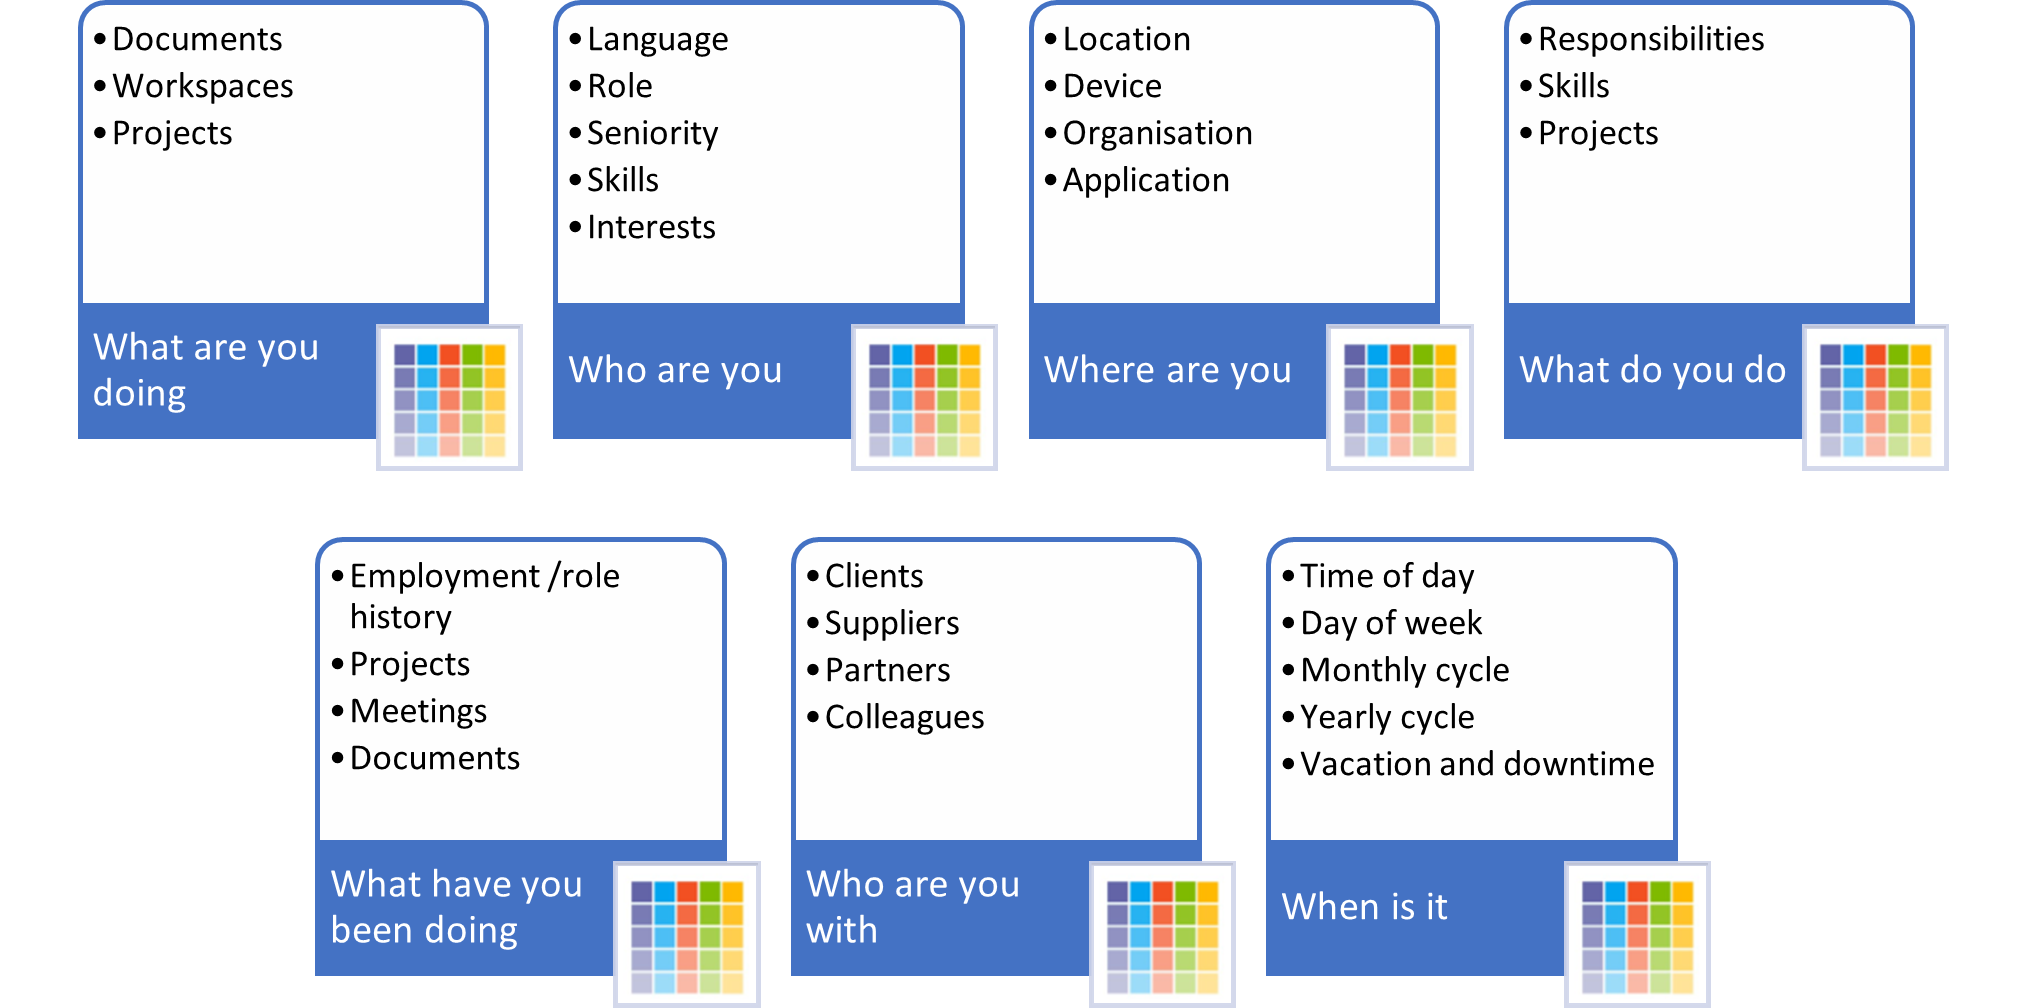 •Documents
•Workspaces
•Projects
What are you
doing
•Language
•Role
•Seniority
•Skills
•Interests
Who are you
•Location
•Device
•Organisation
•Application
Where are you
•Responsibilities
•Skills
•Projects
What do you do
•Employment /role
history
•Projects
•Meetings
•Documents
What have you
been doing
•Clients
•Suppliers
•Partners
•Colleagues
Who are you
with
•Time of day
•Day of week
•Monthly cycle
•Yearly cycle
•Vacation and downtime
When is it